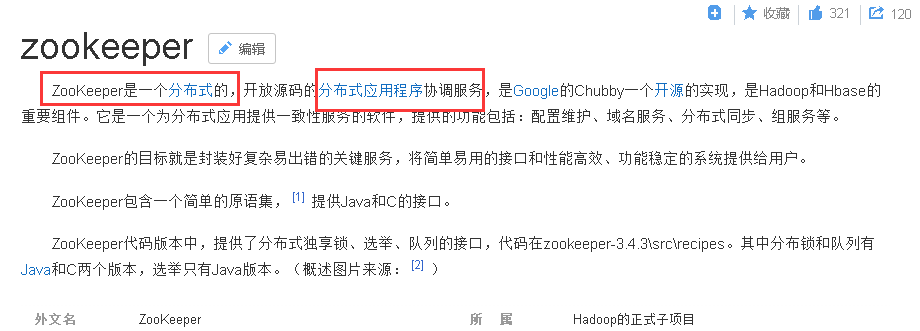 收藏 321 120
zookeeper 编辑
ZooKeeper是一个分布式的,开放源码的分布式应用程序协调服务,是Google的Chubby一个开源的实现,是Hadoop和Hbase的
重要组件。它是一个为分布式应用提供一致性服务的软件,提供的功能包括:配置维护、域名服务、分布式同步、组服务等。
ZooKeeper的目标就是封装好复杂易出错的关键服务,将简单易用的接口和性能高效、功能稳定的系统提供给用户。
ZooKeeper包含一个简单的原语集, [1] 提供Java和C的接口。
ZooKeeper代码版本中,提供了分布式独享锁、选举、队列的接口,代码在zookeeper-3.4.3\src\recipes。其中分布锁和队列有
Java和C两个版本,选举只有Java版本。(概述图片来源: [2] )
外文名 ZooKeeper 所 属 Hadoop的正式子项目